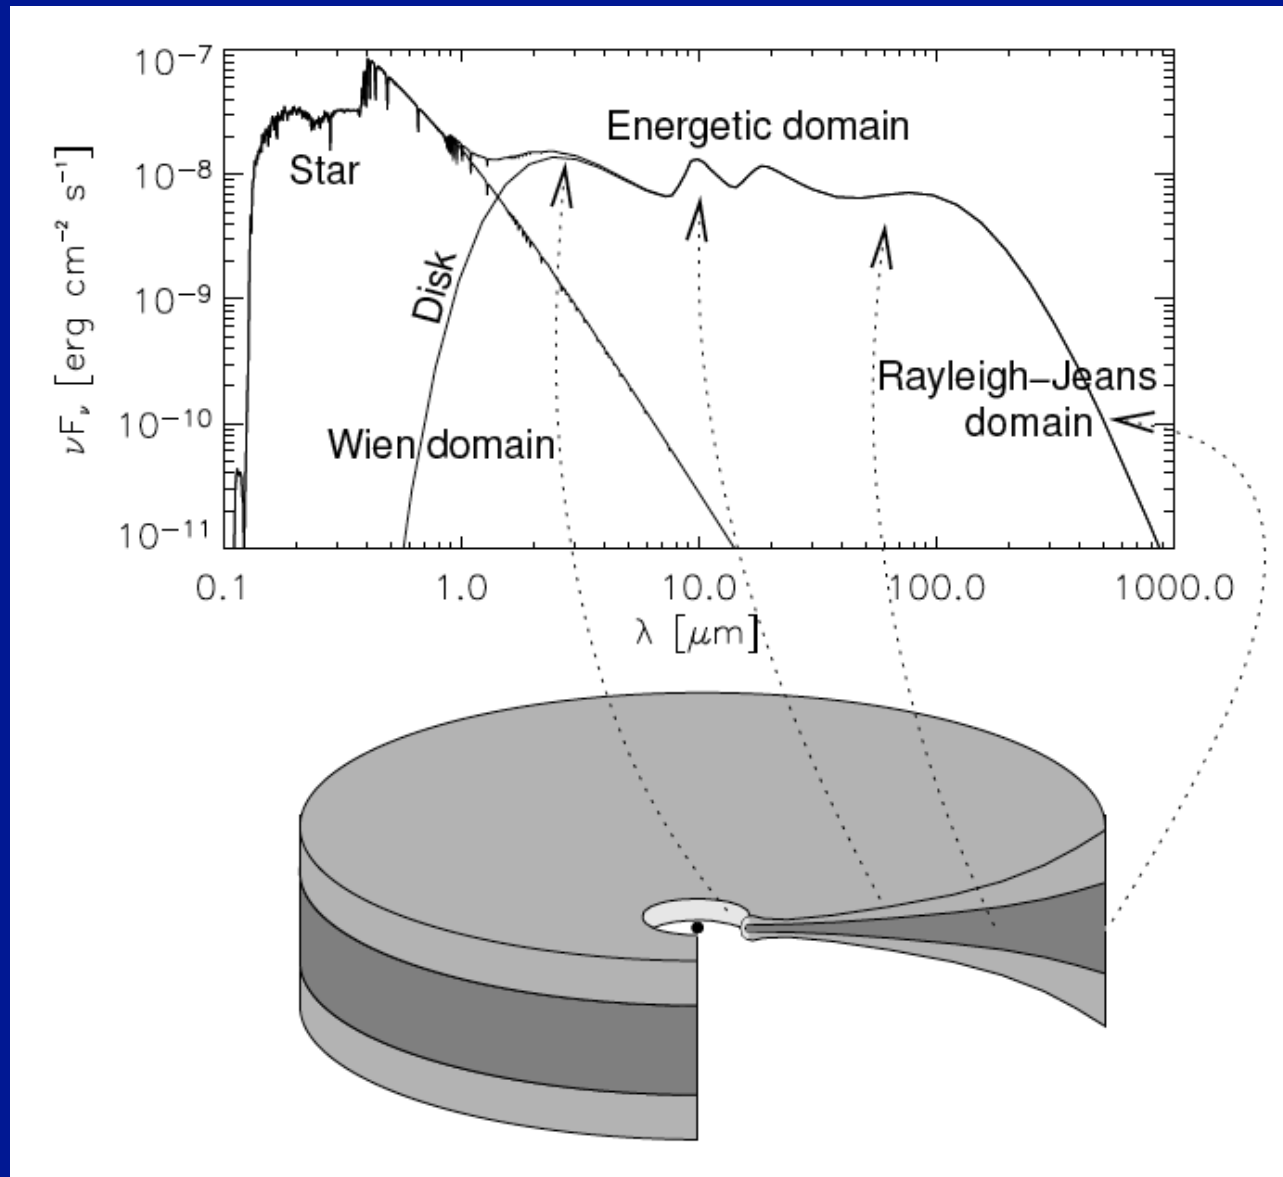 10⁻⁷
10⁻⁸
10⁻⁹
10⁻¹⁰
10⁻¹¹
νFᵥ [erg cm⁻² s⁻¹]
Star
Energetic domain
Disk
Wien domain
Rayleigh–Jeans
domain
0.1 1.0 10.0 100.0 1000.0
λ [μm]